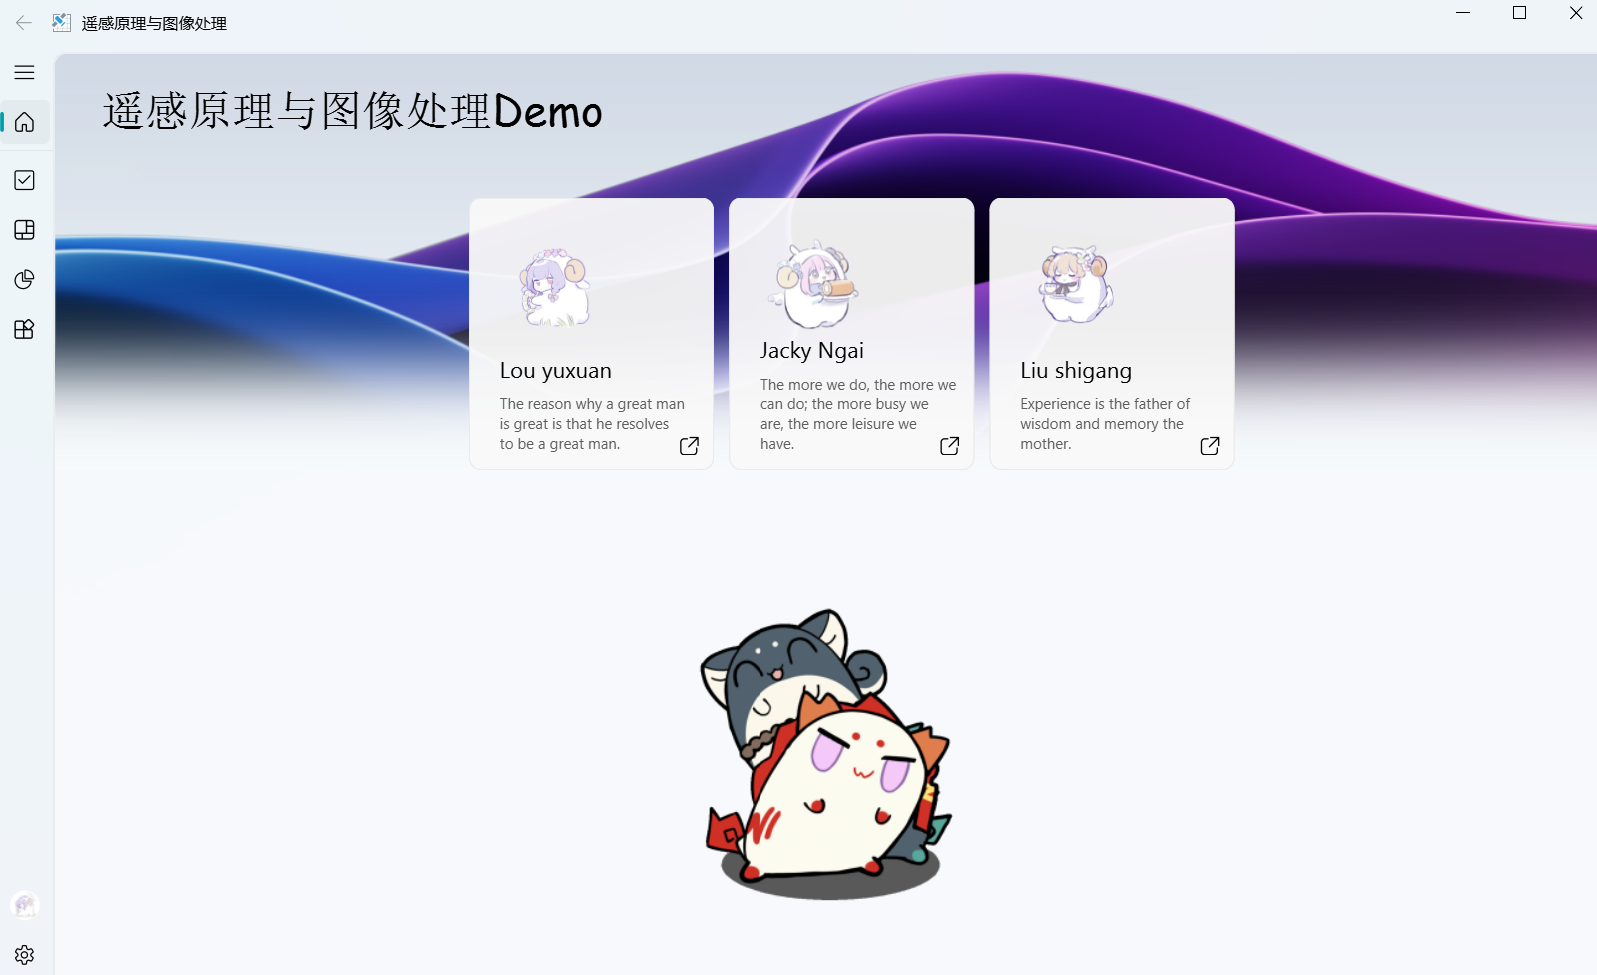 遥感原理与图像处理
遥感原理与图像处理Demo
Lou yuxuan
The reason why a great man
is great is that he resolves
to be a great man.
Jacky Ngai
The more we do, the more we
can do; the more busy we
are, the more leisure we
have.
Liu shigang
Experience is the father of
wisdom and memory the
mother.